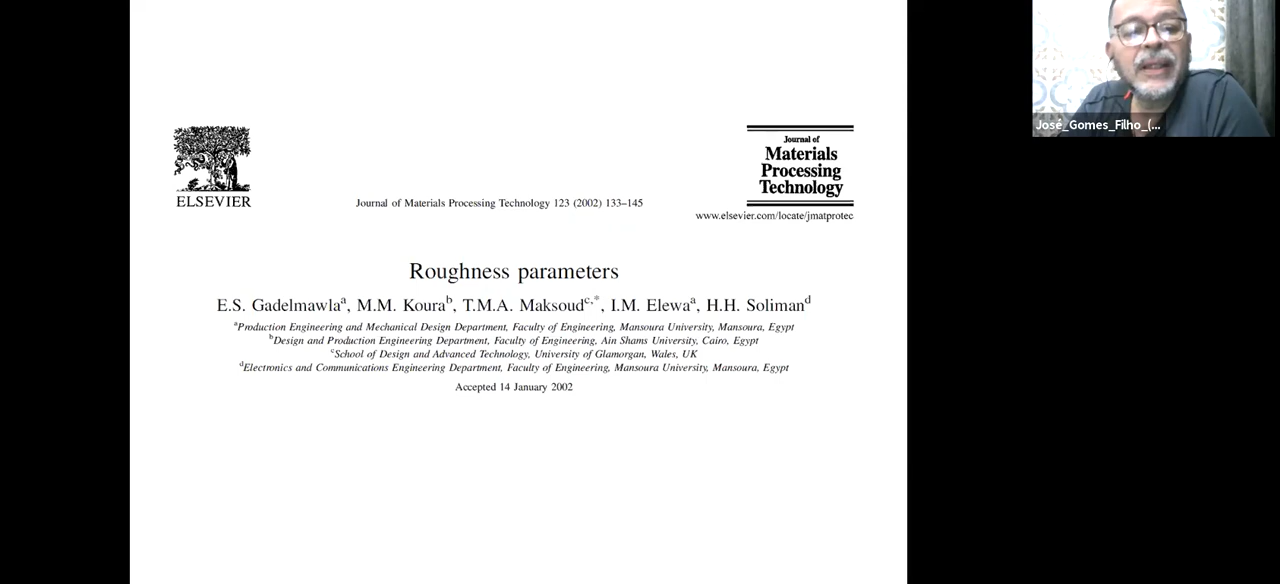 ELSEVIER
Journal of Materials Processing Technology 123 (2002) 133–145
Journal of
Materials
Processing
Technology
www.elsevier.com/locate/jmatprotec
Roughness parameters
E.S. Gadelmawlaᵃ, M.M. Kouraᵇ, T.M.A. Maksoudᶜ,*, I.M. Elewaᵃ, H.H. Solimanᵈ
ᵃProduction Engineering and Mechanical Design Department, Faculty of Engineering, Mansoura University, Mansoura, Egypt
ᵇDesign and Production Engineering Department, Faculty of Engineering, Ain Shams University, Cairo, Egypt
ᶜSchool of Design and Advanced Technology, University of Glamorgan, Wales, UK
ᵈElectronics and Communications Engineering Department, Faculty of Engineering, Mansoura University, Mansoura, Egypt
Accepted 14 January 2002
José_Gomes_Filho_(...